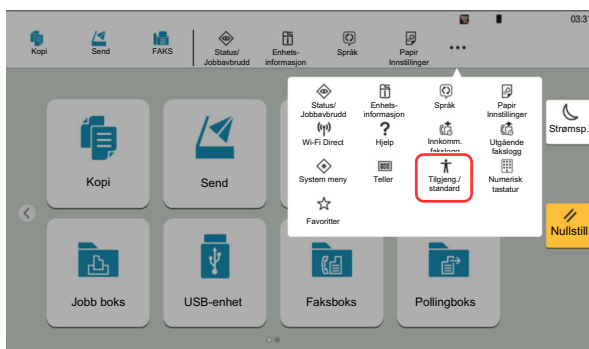 03:31
Kopi
Send
FAKS
Status/
Jobbavbrudd
Enhets-
informasjon
Språk
Papir
Innstillinger
Status/
Jobbavbrudd
Enhets-
informasjon
Språk
Papir
Innstillinger
Wi-Fi Direct
Hjelp
Innkomm.
fakslogg
Utgående
fakslogg
System meny
Teller
Tilgjeng./
standard
Numerisk
tastatur
Favoritter
Strømsp.
Nullstill
Kopi
Send
Jobb boks
USB-enhet
Faksboks
Pollingboks